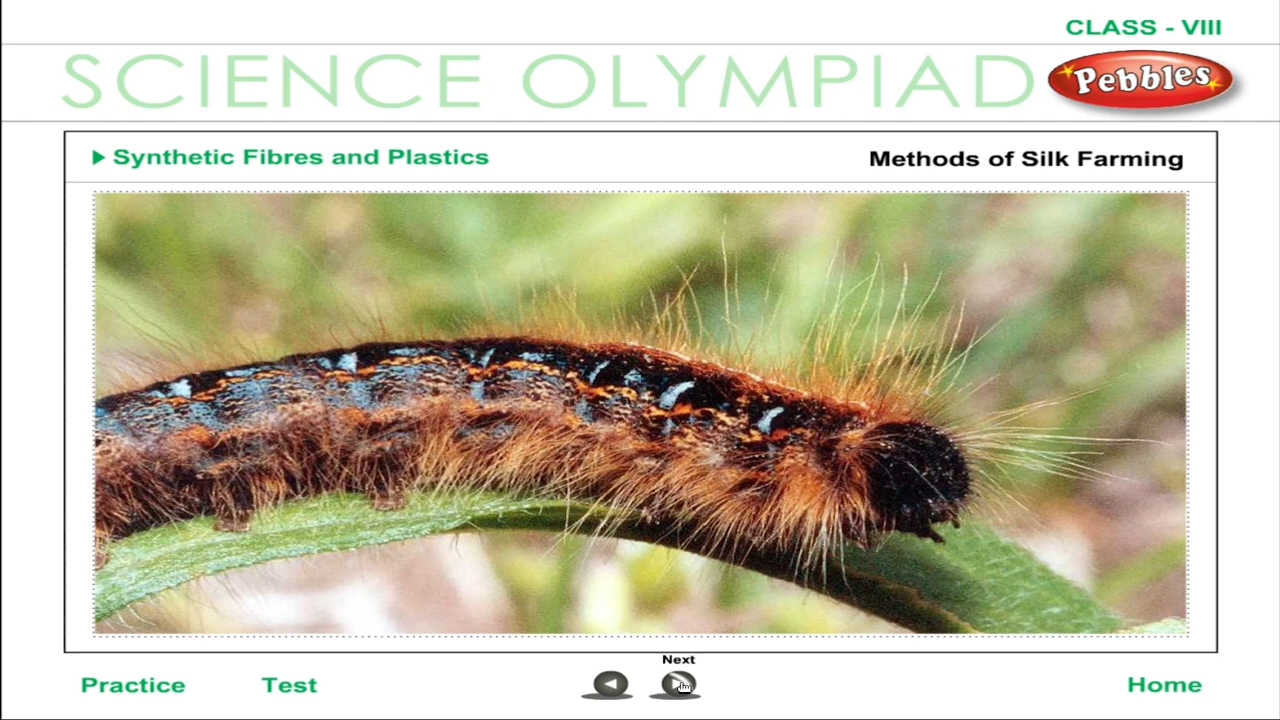 CLASS - VIII
SCIENCE OLYMPIAD
Pebbles
Synthetic Fibres and Plastics
Methods of Silk Farming
Next
Practice
Test
Home